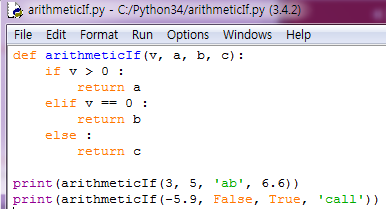 arithmeticIf.py - C:/Python34/arithmeticIf.py (3.4.2)
File Edit Format Run Options Windows Help
def arithmeticIf(v, a, b, c):
    if v > 0 :
        return a
    elif v == 0 :
        return b
    else :
        return c

print(arithmeticIf(3, 5, 'ab', 6.6))
print(arithmeticIf(-5.9, False, True, 'call'))